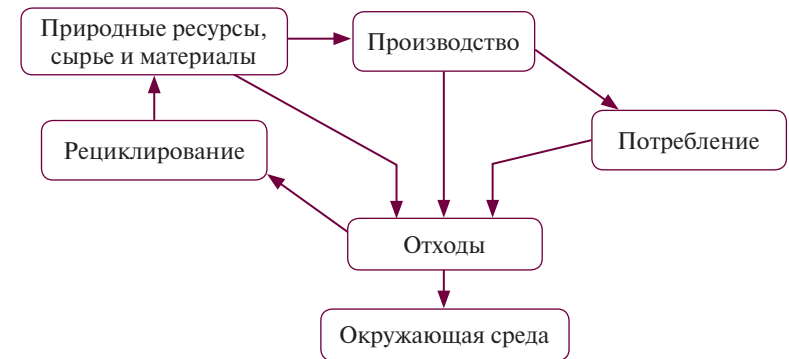 Природные ресурсы,
сырье и материалы
Производство
Рециклирование
Потребление
Отходы
Окружающая среда